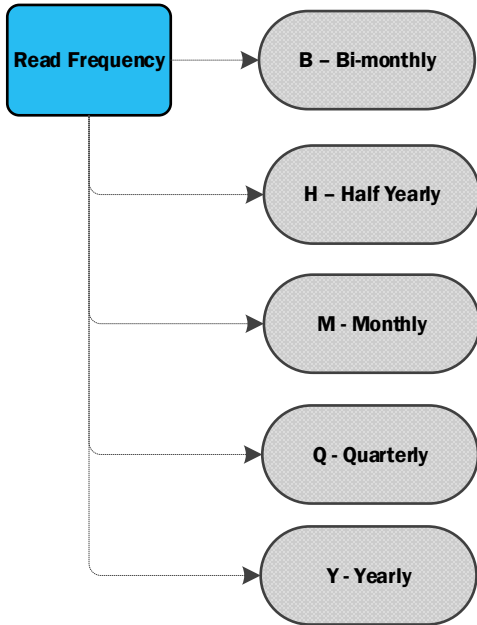 Read Frequency
B – Bi-monthly
H – Half Yearly
M - Monthly
Q - Quarterly
Y - Yearly